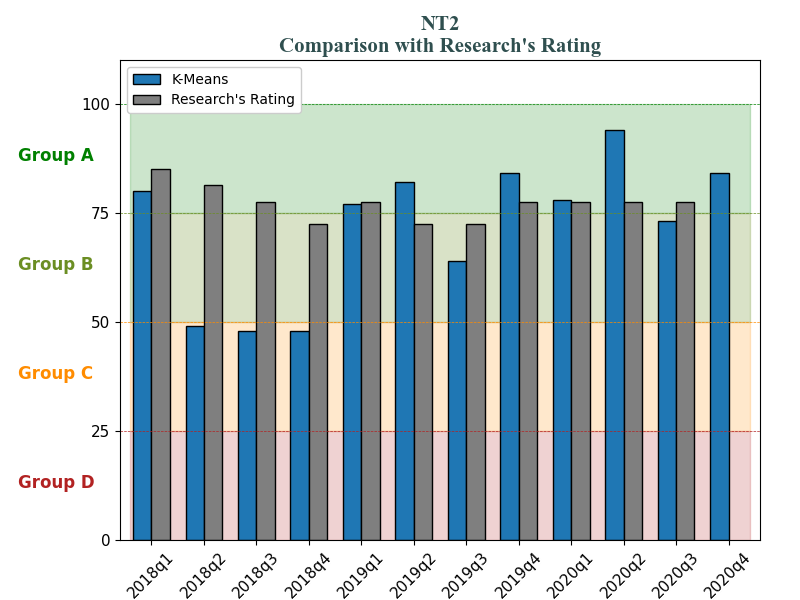 NT2
Comparison with Research's Rating
K-Means
Research's Rating
100
Group A
75
Group B
50
Group C
25
Group D
0
2018q1 2018q2 2018q3 2018q4 2019q1 2019q2 2019q3 2019q4 2020q1 2020q2 2020q3 2020q4